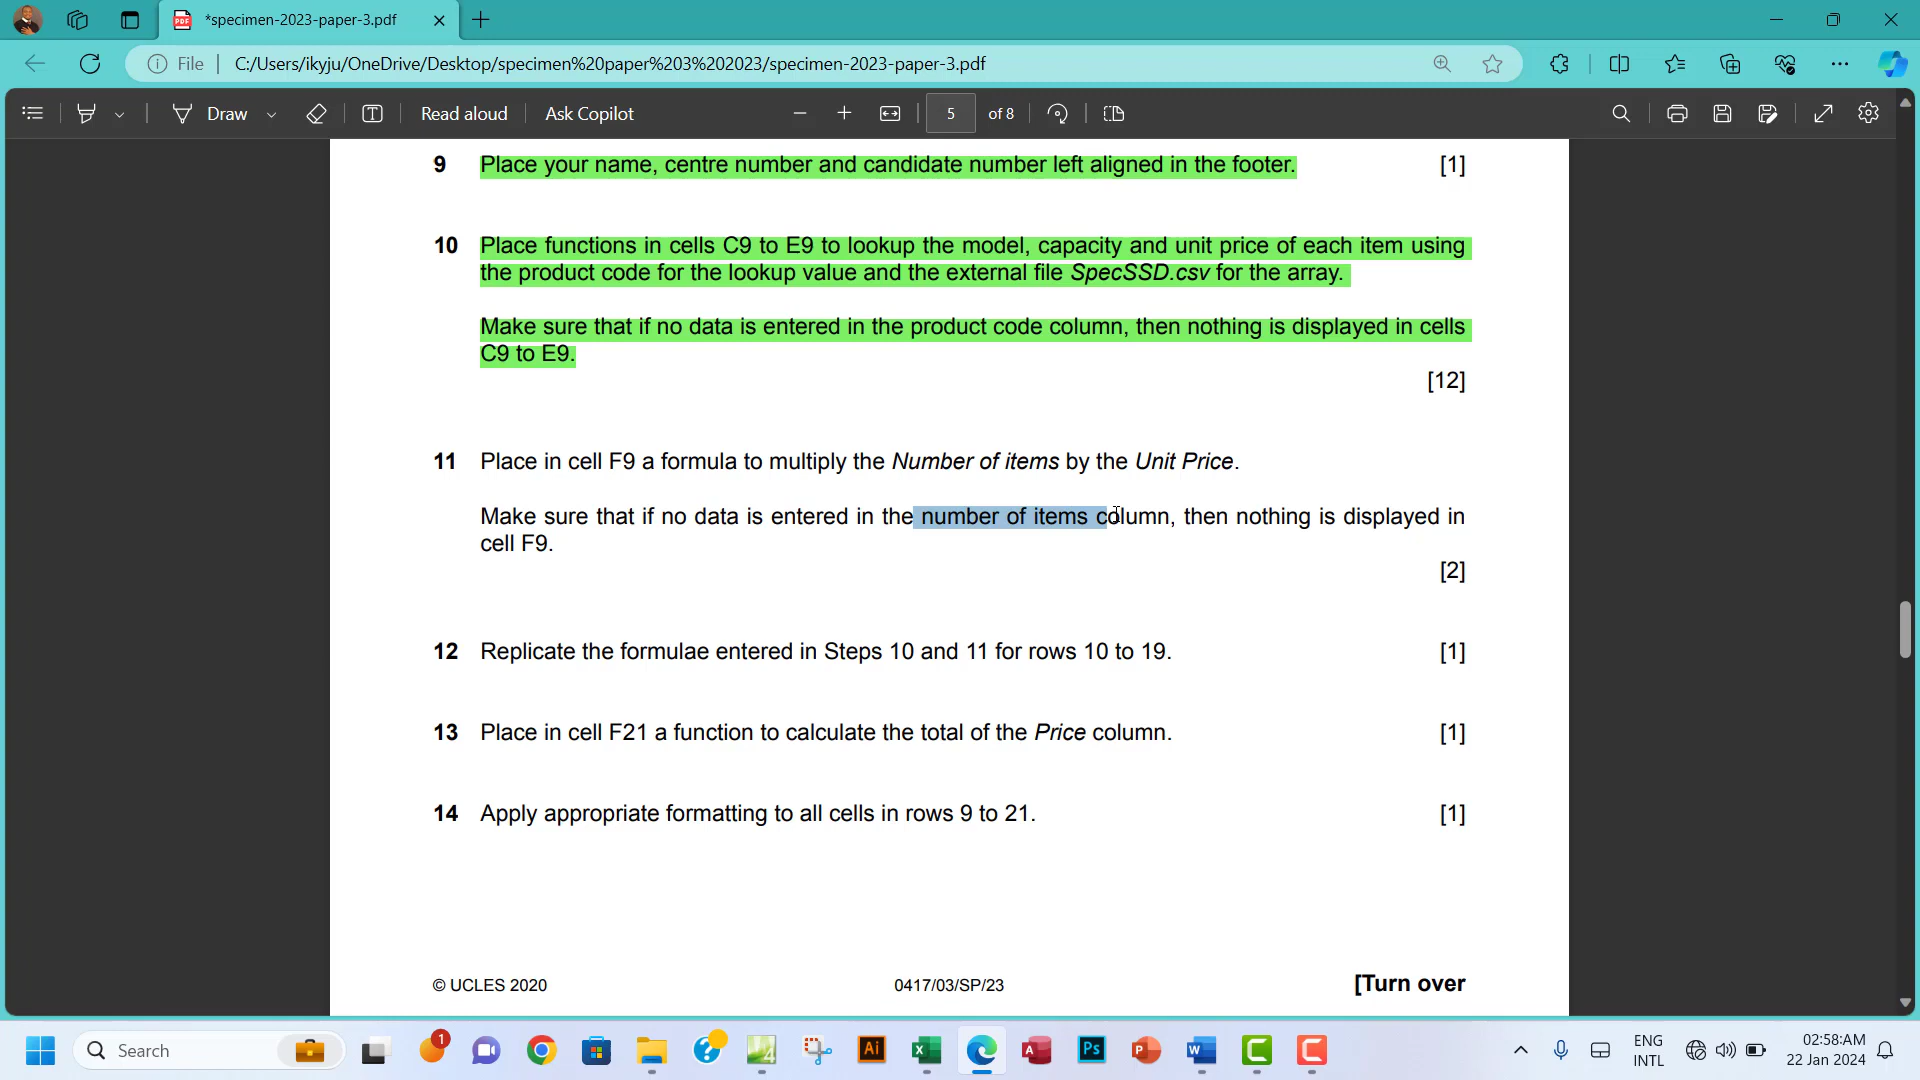 *specimen-2023-paper-3.pdf
File
C:/Users/ikyju/OneDrive/Desktop/specimen%20paper%203%202023/specimen-2023-paper-3.pdf
Draw
Read aloud
Ask Copilot
5
of 8
9 Place your name, centre number and candidate number left aligned in the footer. [1]
10 Place functions in cells C9 to E9 to lookup the model, capacity and unit price of each item using
the product code for the lookup value and the external file SpecSSD.csv for the array.
Make sure that if no data is entered in the product code column, then nothing is displayed in cells
C9 to E9.
[12]
11 Place in cell F9 a formula to multiply the Number of items by the Unit Price.
Make sure that if no data is entered in the number of items column, then nothing is displayed in
cell F9.
[2]
12 Replicate the formulae entered in Steps 10 and 11 for rows 10 to 19. [1]
13 Place in cell F21 a function to calculate the total of the Price column. [1]
14 Apply appropriate formatting to all cells in rows 9 to 21. [1]
© UCLES 2020
0417/03/SP/23
[Turn over
Search
1
ENG
INTL
02:58:AM
22 Jan 2024